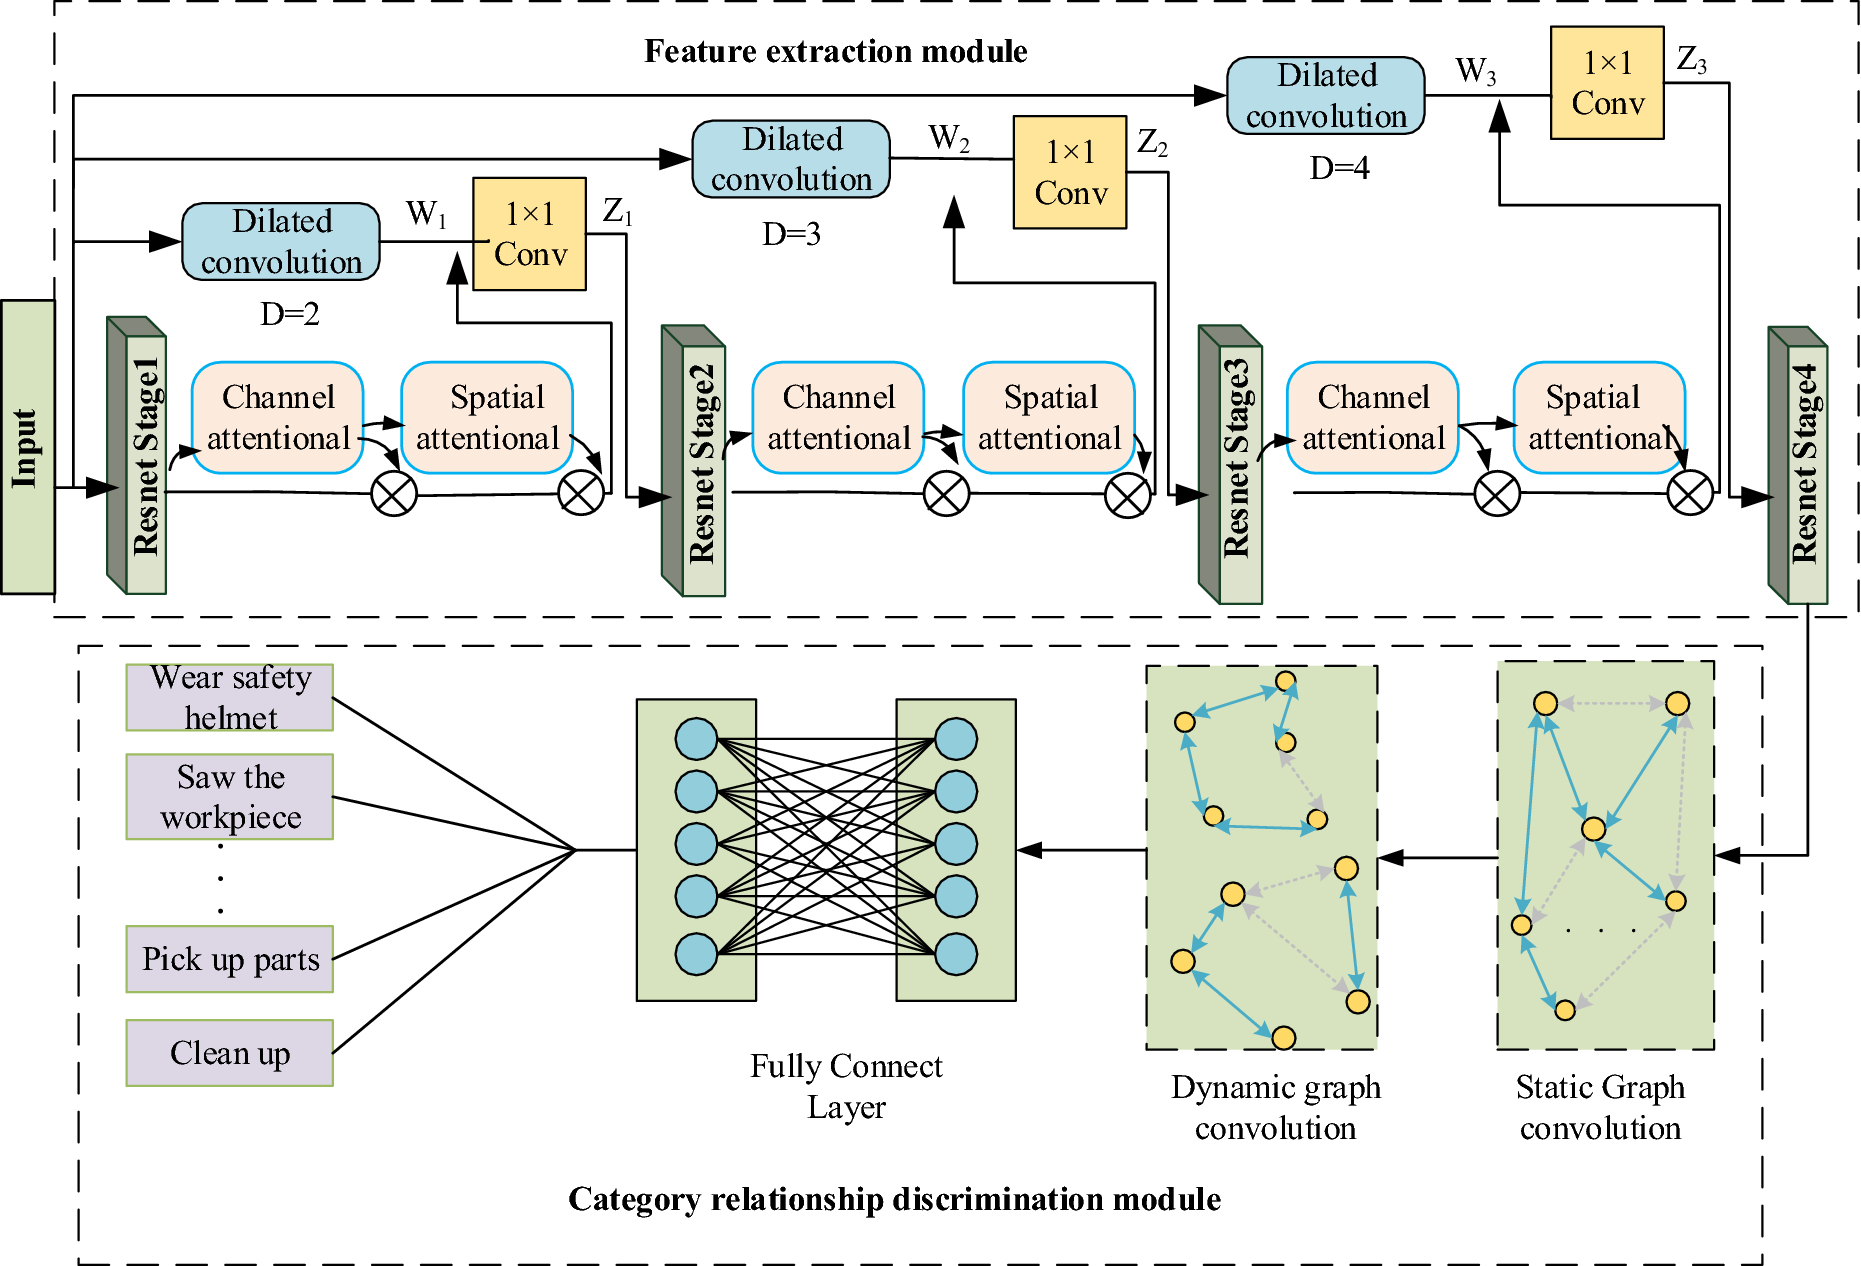 Feature extraction module
Dilated
convolution
D=4
W3
1×1
Conv
Z3
Dilated
convolution
D=3
W2
1×1
Conv
Z2
Dilated
convolution
D=2
W1
1×1
Conv
Z1
Input
Resnet Stage1
Channel
attentional
Spatial
attentional
Resnet Stage2
Channel
attentional
Spatial
attentional
Resnet Stage3
Channel
attentional
Spatial
attentional
Resnet Stage4
Wear safety
helmet
Saw the
workpiece
.
.
.
Pick up parts
Clean up
Fully Connect
Layer
Dynamic graph
convolution
. . .
Static Graph
convolution
Category relationship discrimination module